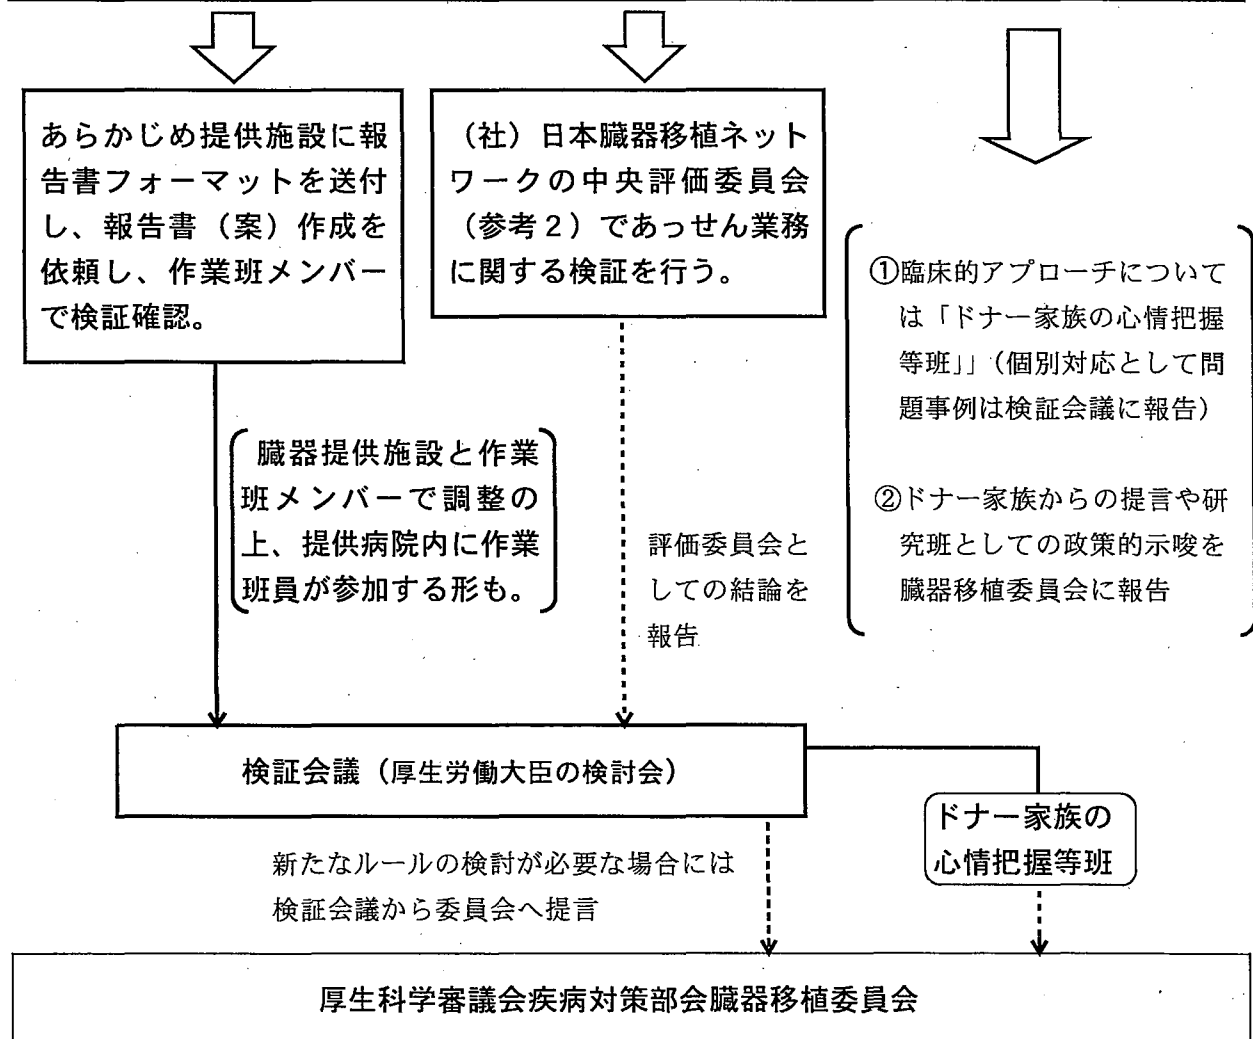 あらかじめ提供施設に報
告書フォーマットを送付
し、報告書（案）作成を
依頼し、作業班メンバー
で検証確認。
（社）日本臓器移植ネット
ワークの中央評価委員会
（参考２）であっせん業務
に関する検証を行う。
①臨床的アプローチについて
は「ドナー家族の心情把握
等班」」（個別対応として問
題事例は検証会議に報告）
②ドナー家族からの提言や研
究班としての政策的示唆を
臓器移植委員会に報告
臓器提供施設と作業
班メンバーで調整の
上、提供病院内に作業
班員が参加する形も。
評価委員会と
しての結論を
報告
検証会議（厚生労働大臣の検討会）
ドナー家族の
心情把握等班
新たなルールの検討が必要な場合には
検証会議から委員会へ提言
厚生科学審議会疾病対策部会臓器移植委員会